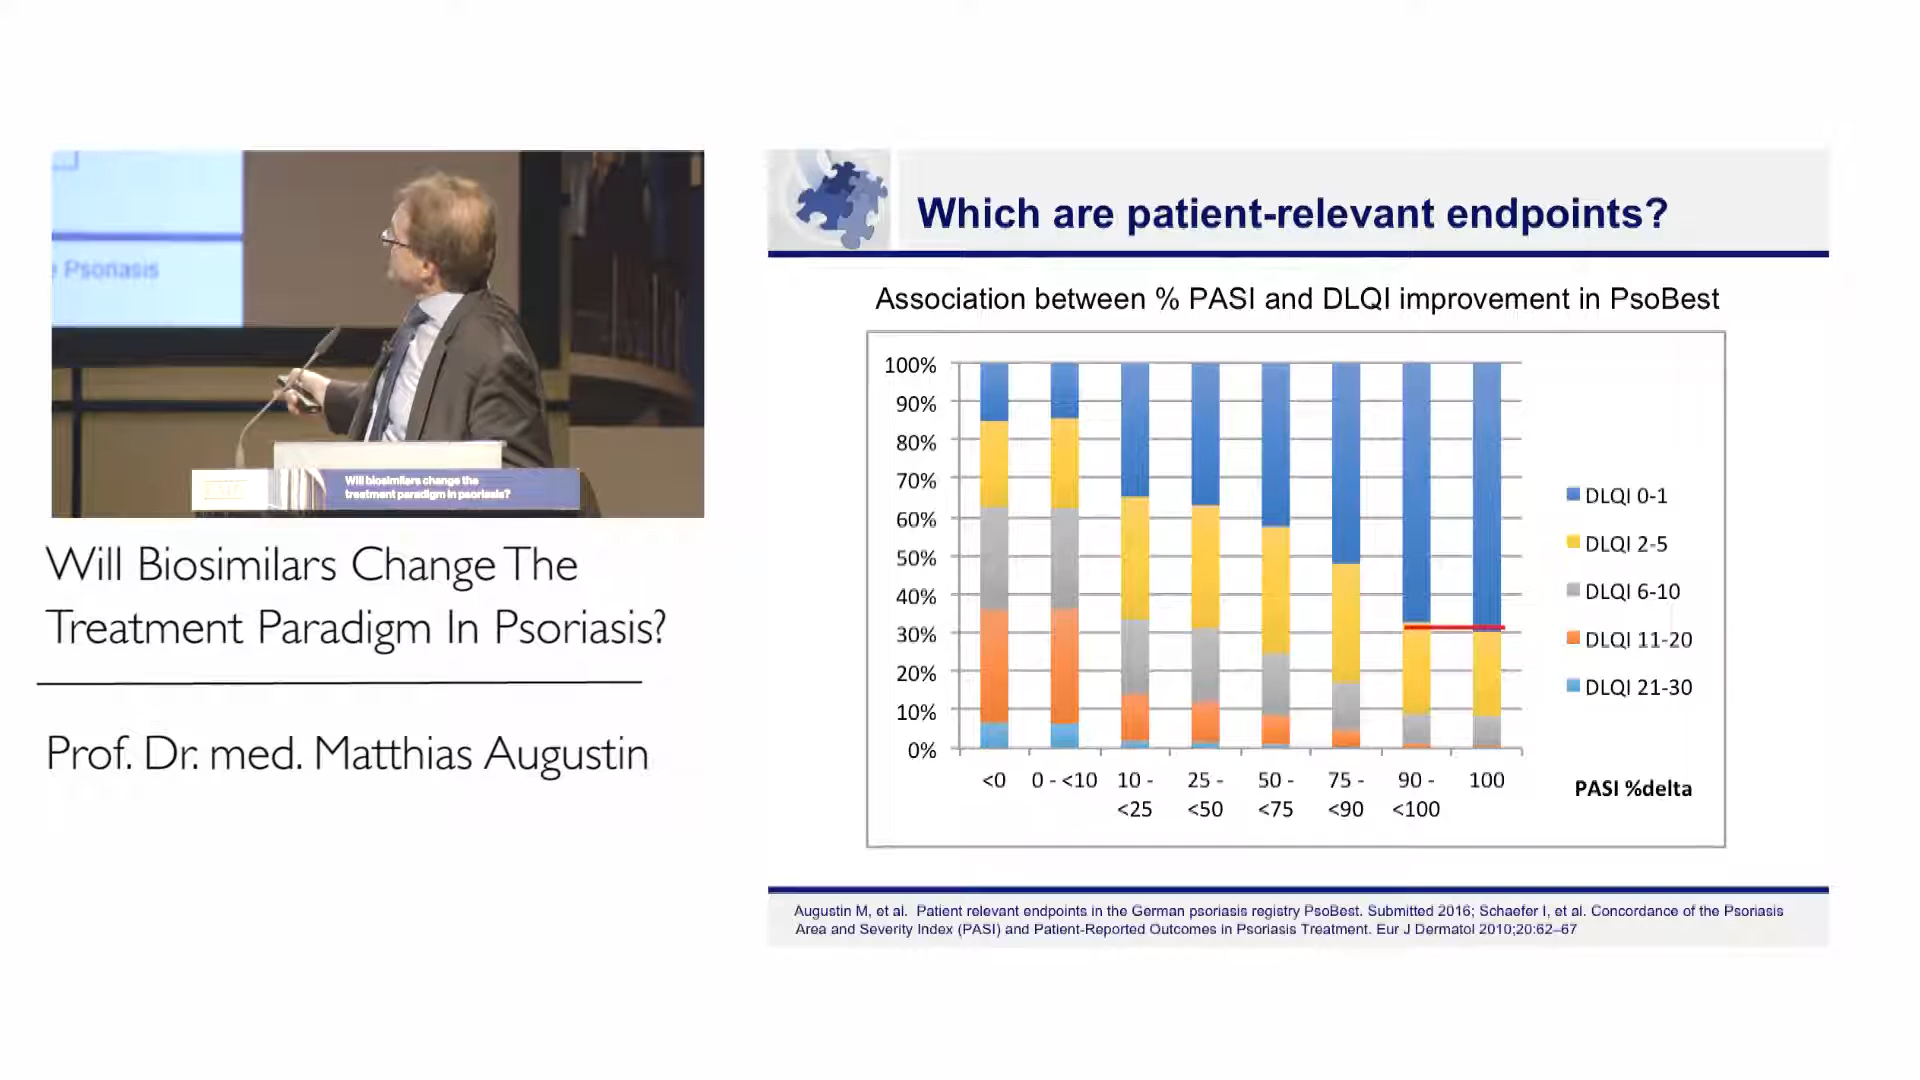 Psoriasis
Will biosimilars change the
treatment paradigm in psoriasis?
Will Biosimilars Change The
Treatment Paradigm In Psoriasis?
Prof. Dr. med. Matthias Augustin
Which are patient-relevant endpoints?
Association between % PASI and DLQI improvement in PsoBest
100%
90%
80%
70%
60%
50%
40%
30%
20%
10%
0%
<0 0 - <10 10 - 25 - 50 - 75 - 90 - 100
<25 <50 <75 <90 <100
DLQI 0-1
DLQI 2-5
DLQI 6-10
DLQI 11-20
DLQI 21-30
PASI %delta
Augustin M, et al. Patient relevant endpoints in the German psoriasis registry PsoBest. Submitted 2016; Schaefer I, et al. Concordance of the Psoriasis
Area and Severity Index (PASI) and Patient-Reported Outcomes in Psoriasis Treatment. Eur J Dermatol 2010;20:62–67